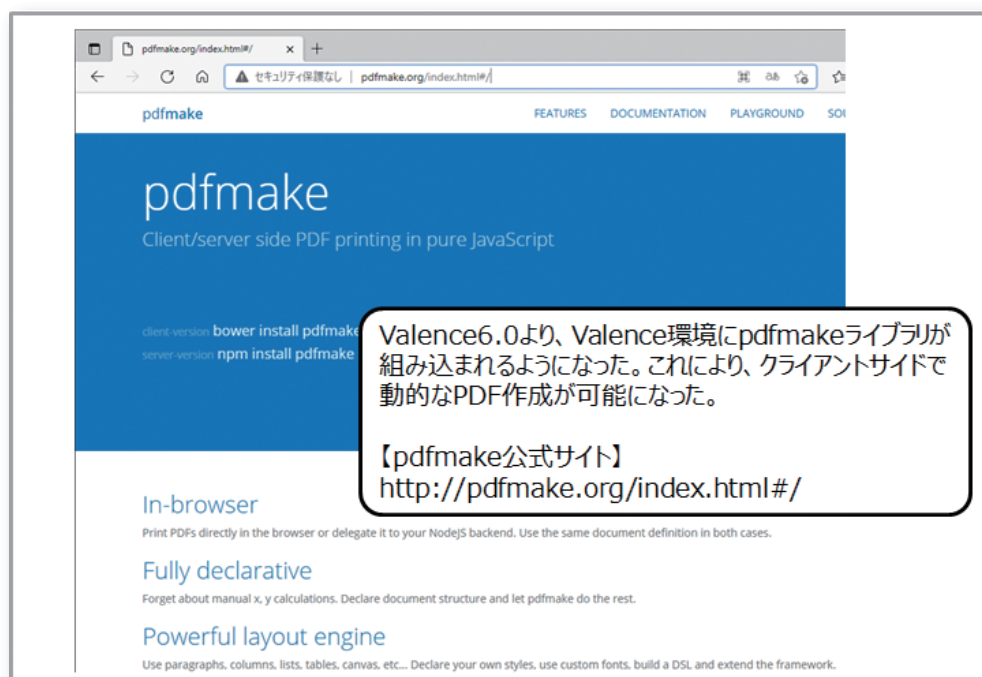 pdfmake.org/index.html#/
セキュリティ保護なし | pdfmake.org/index.html#/
pdfmake
FEATURES DOCUMENTATION PLAYGROUND SOU
pdfmake
Client/server side PDF printing in pure JavaScript
client-version bower install pdfmake
server-version npm install pdfmake
Valence6.0より、Valence環境にpdfmakeライブラリが
組み込まれるようになった。これにより、クライアントサイドで
動的なPDF作成が可能になった。
【pdfmake公式サイト】
http://pdfmake.org/index.html#/
In-browser
Print PDFs directly in the browser or delegate it to your NodeJS backend. Use the same document definition in both cases.
Fully declarative
Forget about manual x, y calculations. Declare document structure and let pdfmake do the rest.
Powerful layout engine
Use paragraphs, columns, lists, tables, canvas, etc... Declare your own styles, use custom fonts, build a DSL and extend the framework.